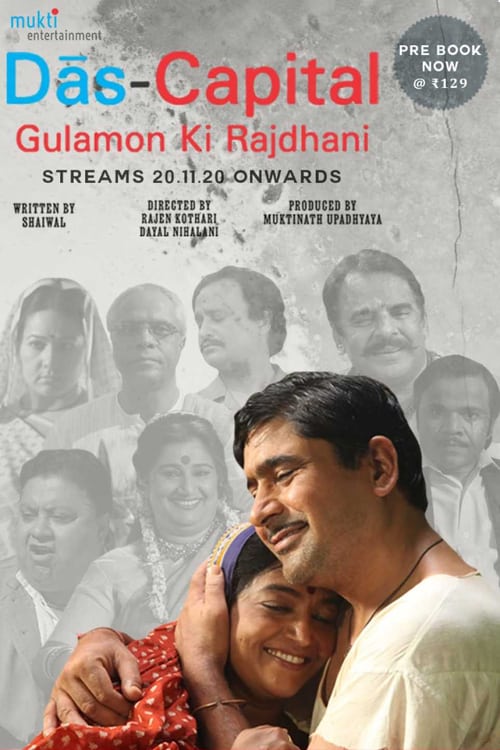 mukti
entertainment
PRE BOOK
NOW
@ ₹129
Dās-Capital
Gulamon Ki Rajdhani
STREAMS 20.11.20 ONWARDS
WRITTEN BY
SHAIWAL
DIRECTED BY
RAJEN KOTHARI
DAYAL NIHALANI
PRODUCED BY
MUKTINATH UPADHYAYA